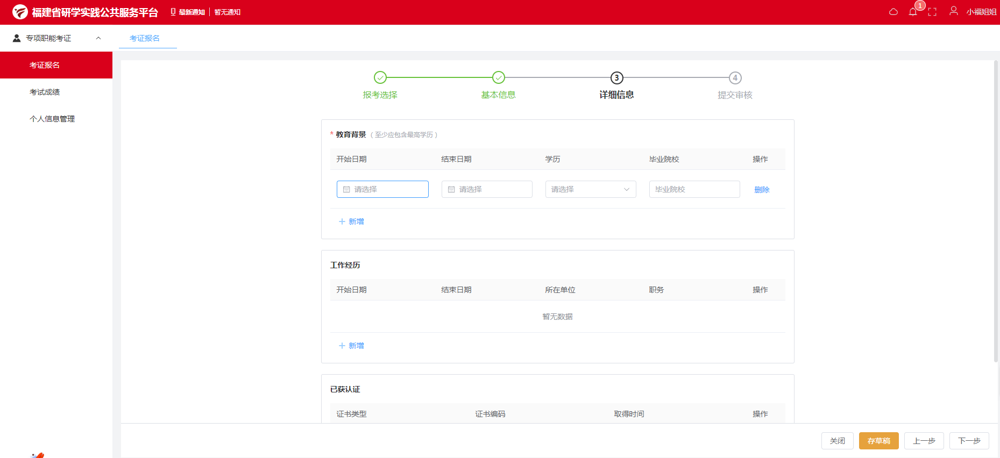 福建省研学实践公共服务平台 最新通知 暂无通知 1 小福姐姐
专项职能考证 考证报名
考证报名
考试成绩
个人信息管理
3 4
报考选择 基本信息 详细信息 提交审核
* 教育背景 （至少应包含最高学历）
开始日期 结束日期 学历 毕业院校 操作
请选择 请选择 请选择 毕业院校 删除
新增
工作经历
开始日期 结束日期 所在单位 职务 操作
暂无数据
新增
已获认证
证书类型 证书编码 取得时间 操作
关闭 存草稿 上一步 下一步